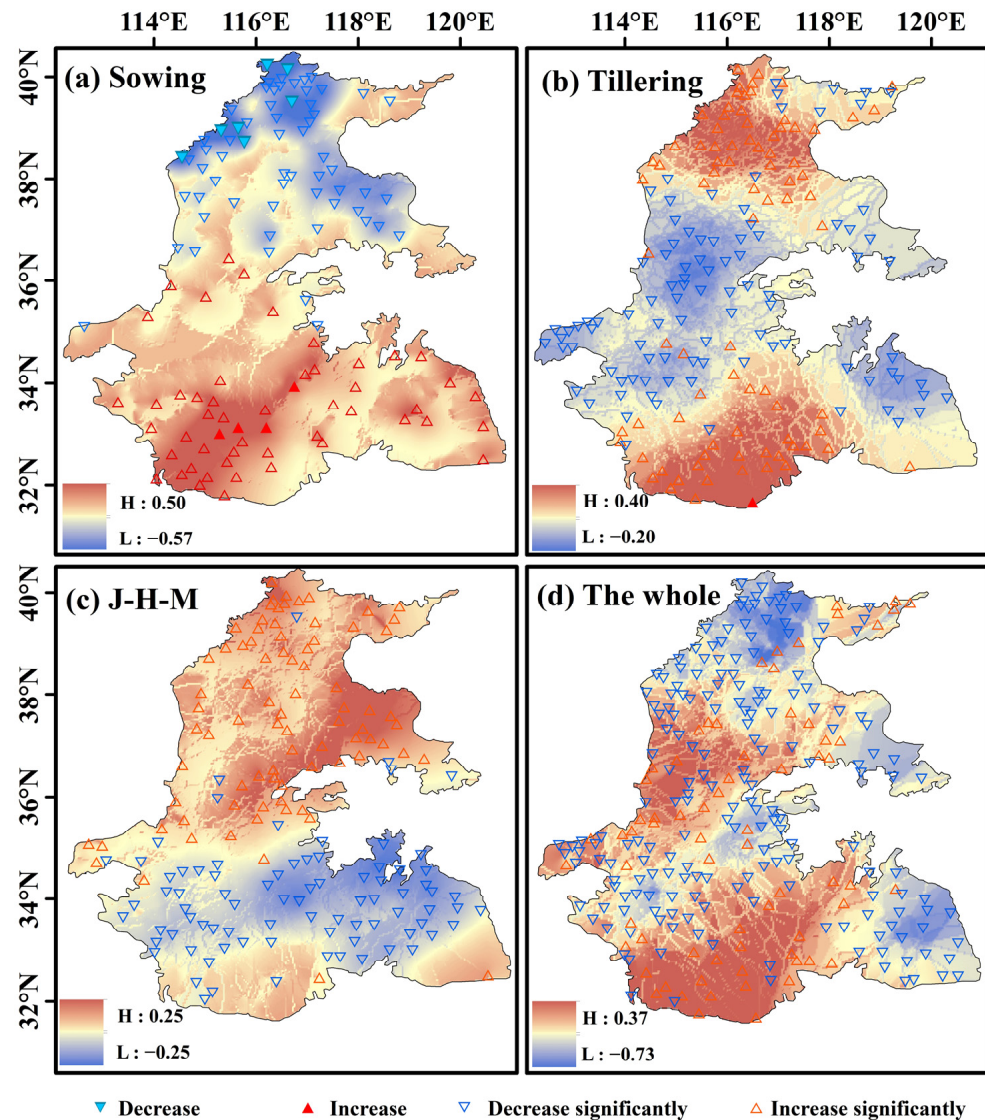 114°E 116°E 118°E 120°E 114°E 116°E 118°E 120°E
(a) Sowing
(b) Tillering
40°N
38°N
36°N
34°N
32°N
H : 0.50
L : −0.57
H : 0.40
L : −0.20
(c) J-H-M
(d) The whole
40°N
38°N
36°N
34°N
32°N
H : 0.25
L : −0.25
H : 0.37
L : −0.73
Decrease Increase Decrease significantly Increase significantly